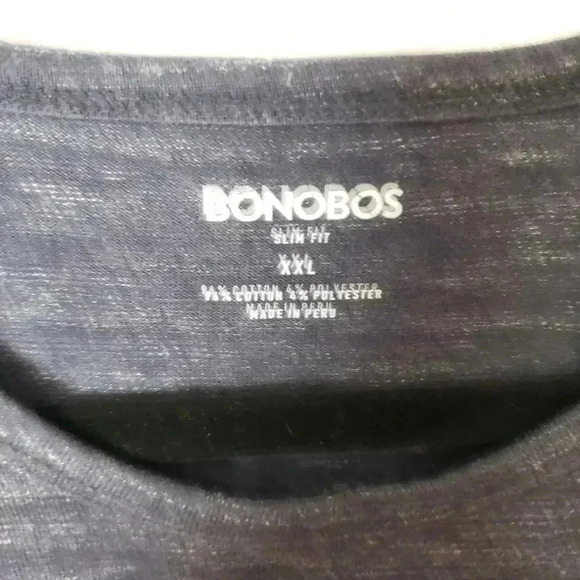 BONOBOS
SLIM FIT
XXL
96% COTTON 4% POLYESTER
MADE IN PERU